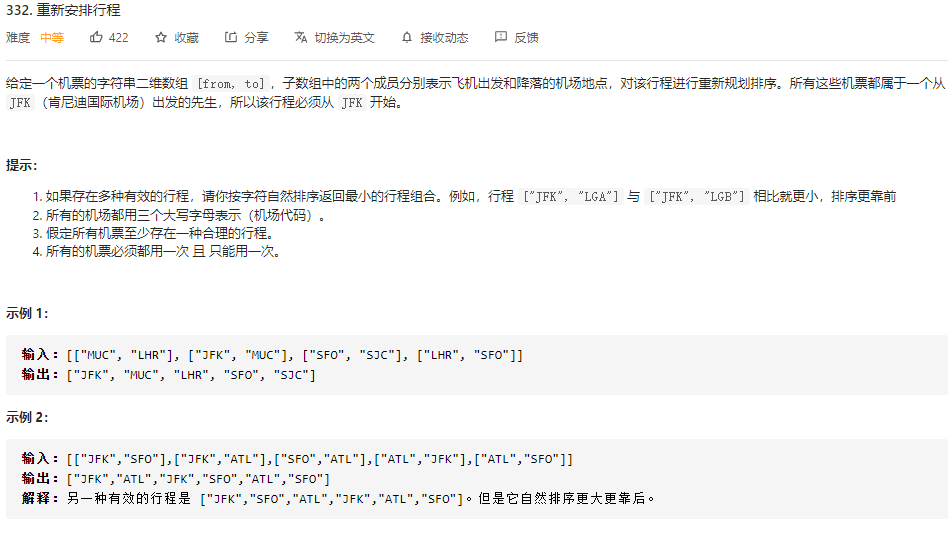 332. 重新安排行程
难度 中等 422 收藏 分享 切换为英文 接收动态 反馈
给定一个机票的字符串二维数组 [from, to]，子数组中的两个成员分别表示飞机出发和降落的机场地点，对该行程进行重新规划排序。所有这些机票都属于一个从
JFK（肯尼迪国际机场）出发的先生，所以该行程必须从 JFK 开始。
提示：
1. 如果存在多种有效的行程，请你按字符自然排序返回最小的行程组合。例如，行程 ["JFK", "LGA"] 与 ["JFK", "LGB"] 相比就更小，排序更靠前
2. 所有的机场都用三个大写字母表示（机场代码）。
3. 假定所有机票至少存在一种合理的行程。
4. 所有的机票必须都用一次 且 只能用一次。
示例 1：
输入：[["MUC", "LHR"], ["JFK", "MUC"], ["SFO", "SJC"], ["LHR", "SFO"]]
输出：["JFK", "MUC", "LHR", "SFO", "SJC"]
示例 2：
输入：[["JFK","SFO"],["JFK","ATL"],["SFO","ATL"],["ATL","JFK"],["ATL","SFO"]]
输出：["JFK","ATL","JFK","SFO","ATL","SFO"]
解释：另一种有效的行程是 ["JFK","SFO","ATL","JFK","ATL","SFO"]。但是它自然排序更大更靠后。